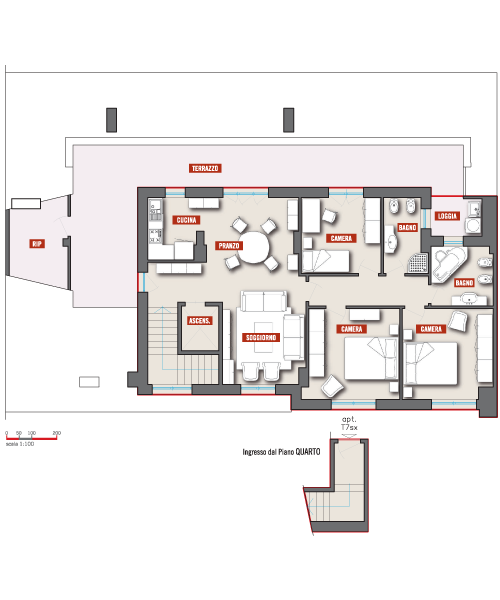 TERRAZZO
LOGGIA
CUCINA
BAGNO
CAMERA
PRANZO
RIP
BAGNO
ASCENS.
SOGGIORNO
CAMERA
CAMERA
apt.
T7sx
0 50 100 200
scala 1:100
Ingresso dal Piano QUARTO